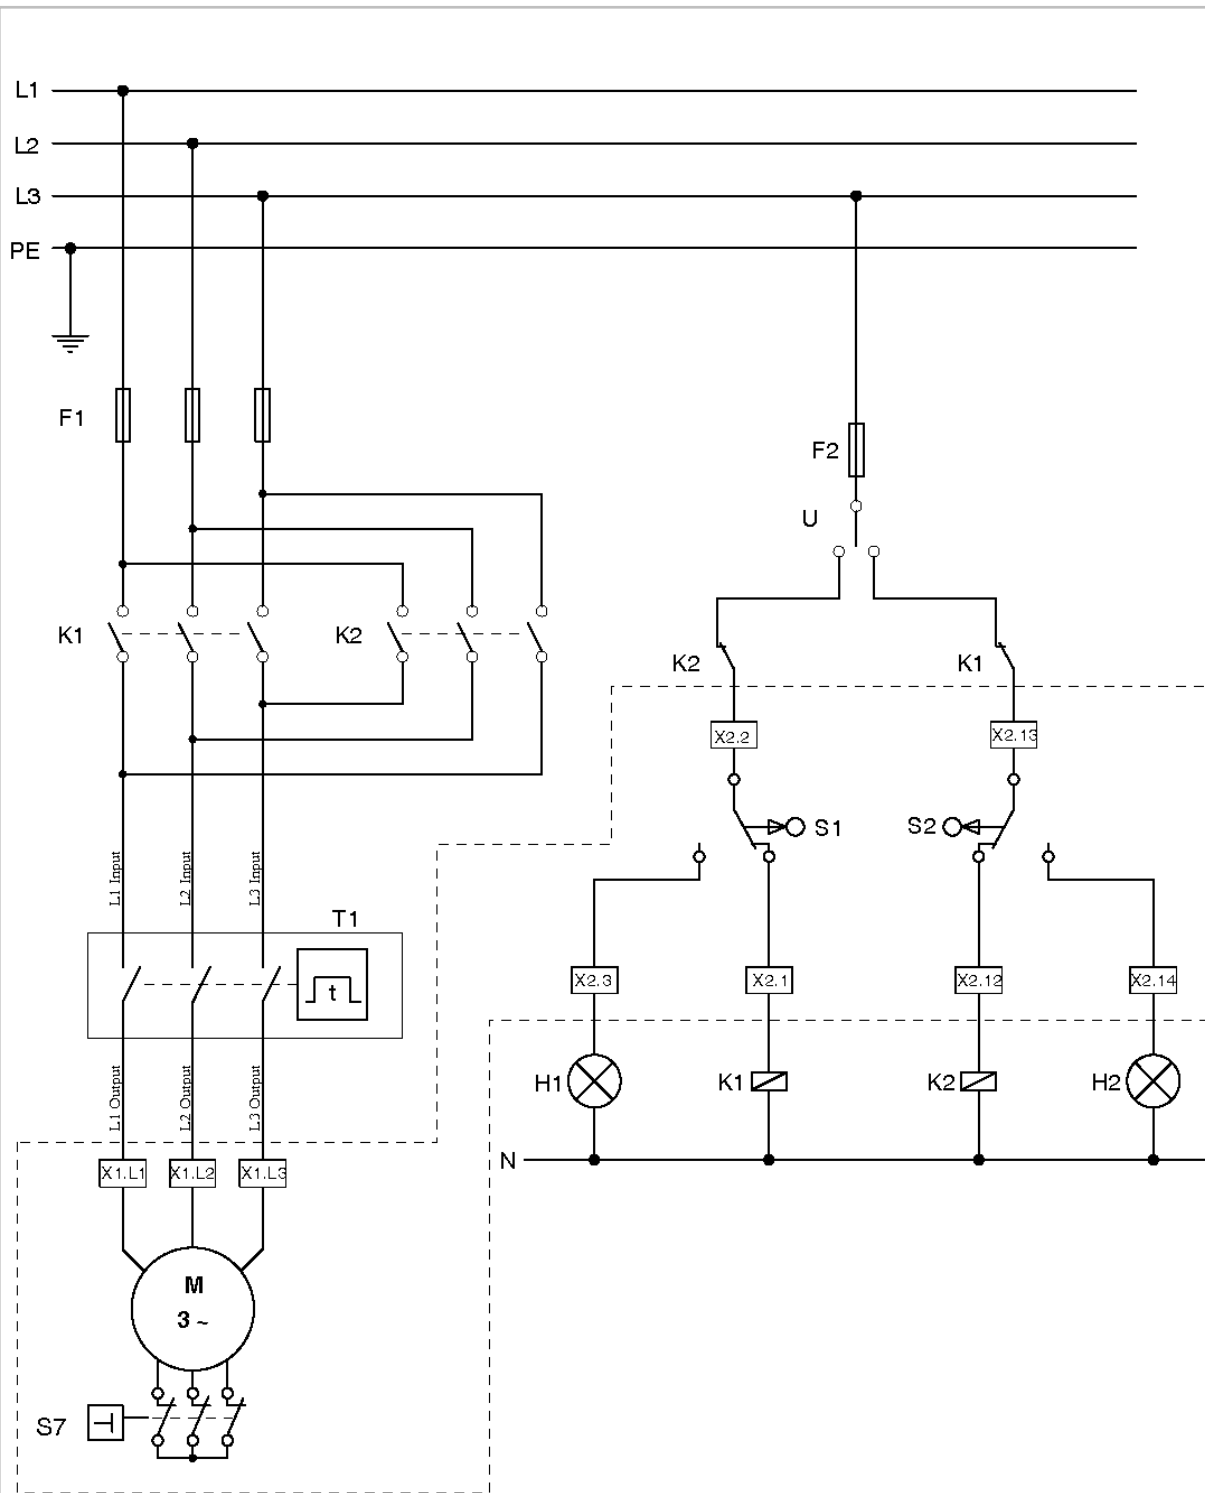 L1
L2
L3
PE
F1
F2
U
K1
K2
K2
K1
X2.2
X2.13
S1
S2
L1 Input
L2 Input
L3 Input
T1
t
X2.3
X2.1
X2.12
X2.14
H1
K1
K2
H2
L1 Output
L2 Output
L3 Output
N
X1.L1
X1.L2
X1.L3
M
3 ~
S7